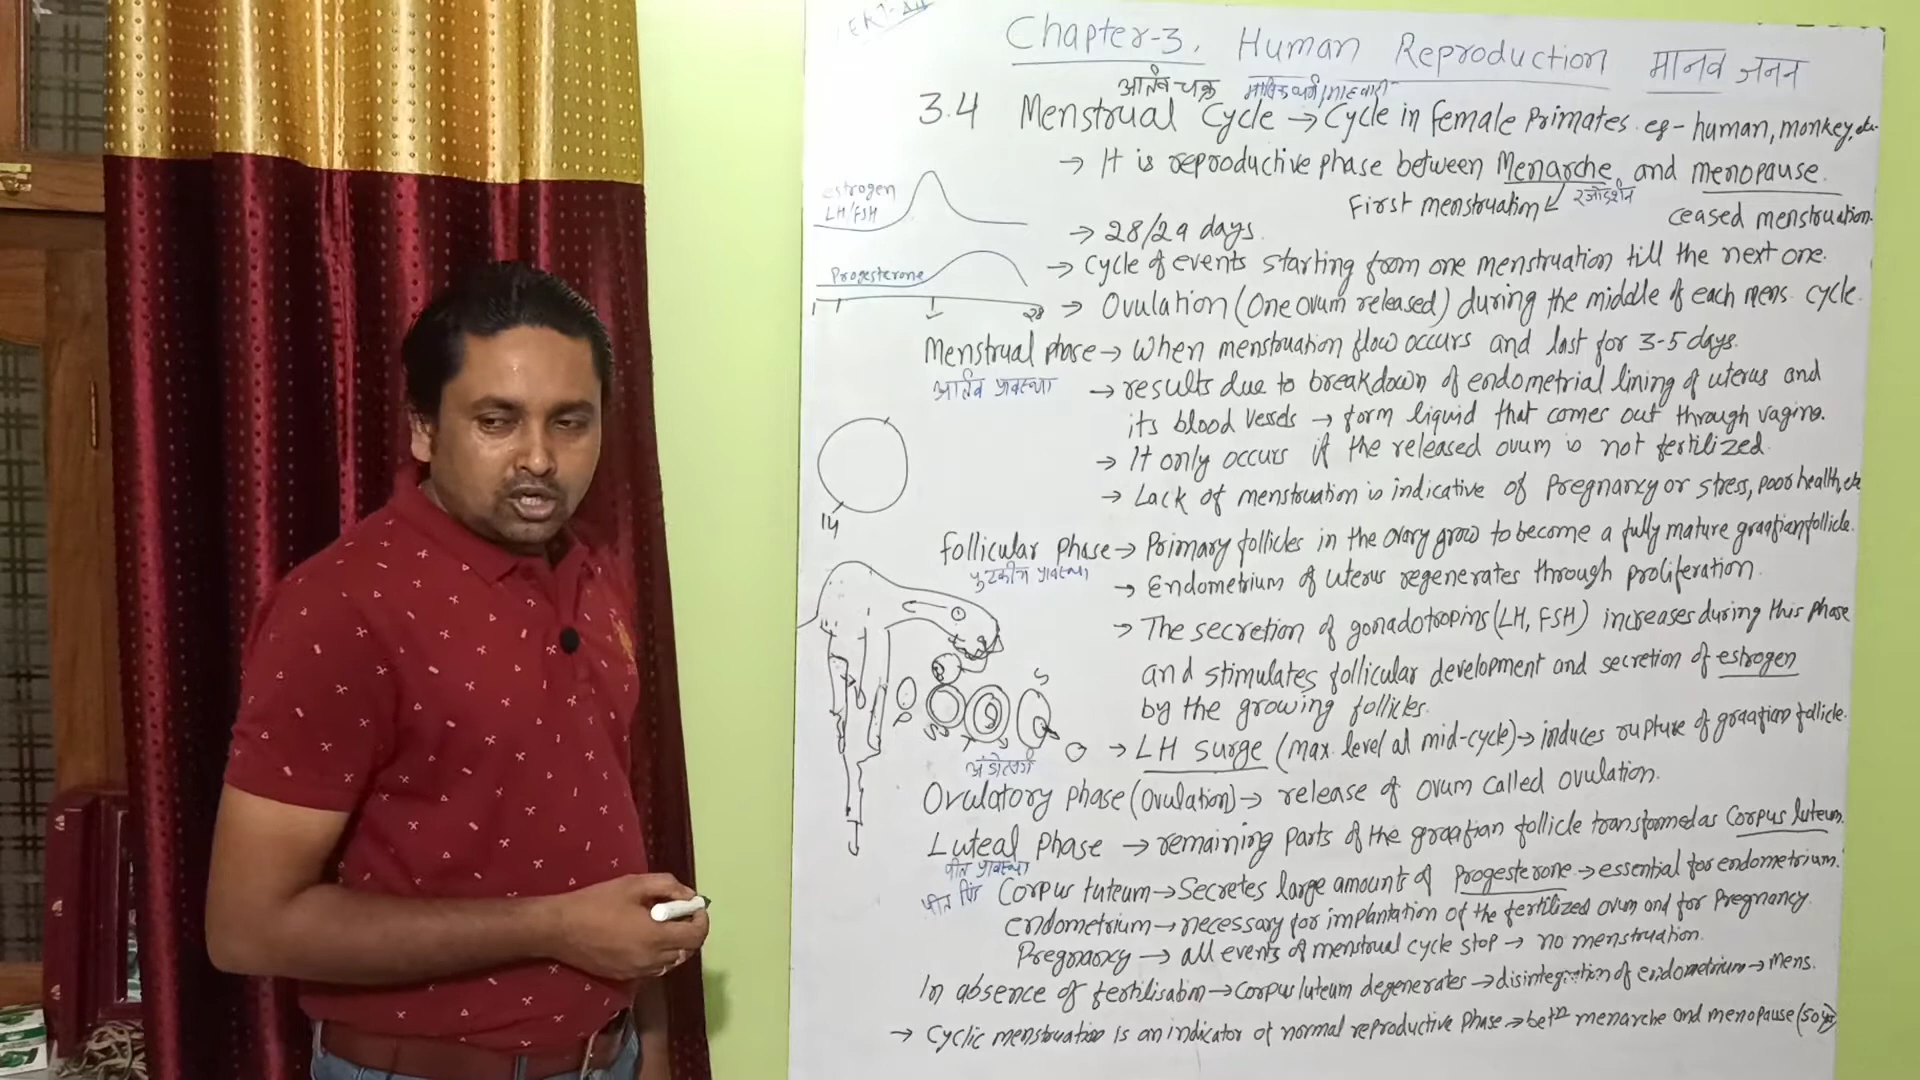 Chapter-3. Human Reproduction मानव जनन
आर्तव चक्र
3.4 Menstrual Cycle → Cycle in Female Primates. eg - human, monkey, etc.
→ It is reproductive phase between Menarche and menopause.
First menstruation ↙ रजोदर्शन ceased menstruation.
→ 28/29 days.
→ Cycle of events starting from one menstruation till the next one.
→ Ovulation (One ovum released) during the middle of each mens. cycle.
estrogen
LH/FSH
Progesterone
28
Menstrual phase → When menstruation flow occurs and last for 3-5 days.
आर्तव प्रावस्था → results due to breakdown of endometrial lining of uterus and
its blood vessels → form liquid that comes out through vagina.
→ It only occurs if the released ovum is not fertilized.
→ Lack of menstruation is indicative of Pregnancy or stress, poor health, etc
14
Follicular Phase → Primary follicles in the ovary grow to become a fully mature graafian follicle.
पुटकीय प्रावस्था → Endometrium of uterus regenerates through proliferation.
→ The secretion of gonadotropins (LH, FSH) increases during this phase
and stimulates follicular development and secretion of estrogen
by the growing follicles.
→ LH surge (max. level at mid-cycle) → induces rupture of graafian follicle.
P
S
T
S
अंडोत्सर्ग
Ovulatory phase (Ovulation) → release of ovum called ovulation.
Luteal Phase → remaining parts of the graafian follicle transformed as Corpus luteum.
पीत प्रावस्था
पीत पिंड Corpus luteum → Secretes large amounts of Progesterone → essential for endometrium.
endometrium → necessary for implantation of the fertilized ovum and for Pregnancy.
Pregnancy → all events of menstrual cycle stop → no menstruation.
In absence of fertilisation → Corpus luteum degenerates → disintegration of endometrium → mens.
→ Cyclic menstruation is an indicator of normal reproductive phase → betⁿ menarche and menopause